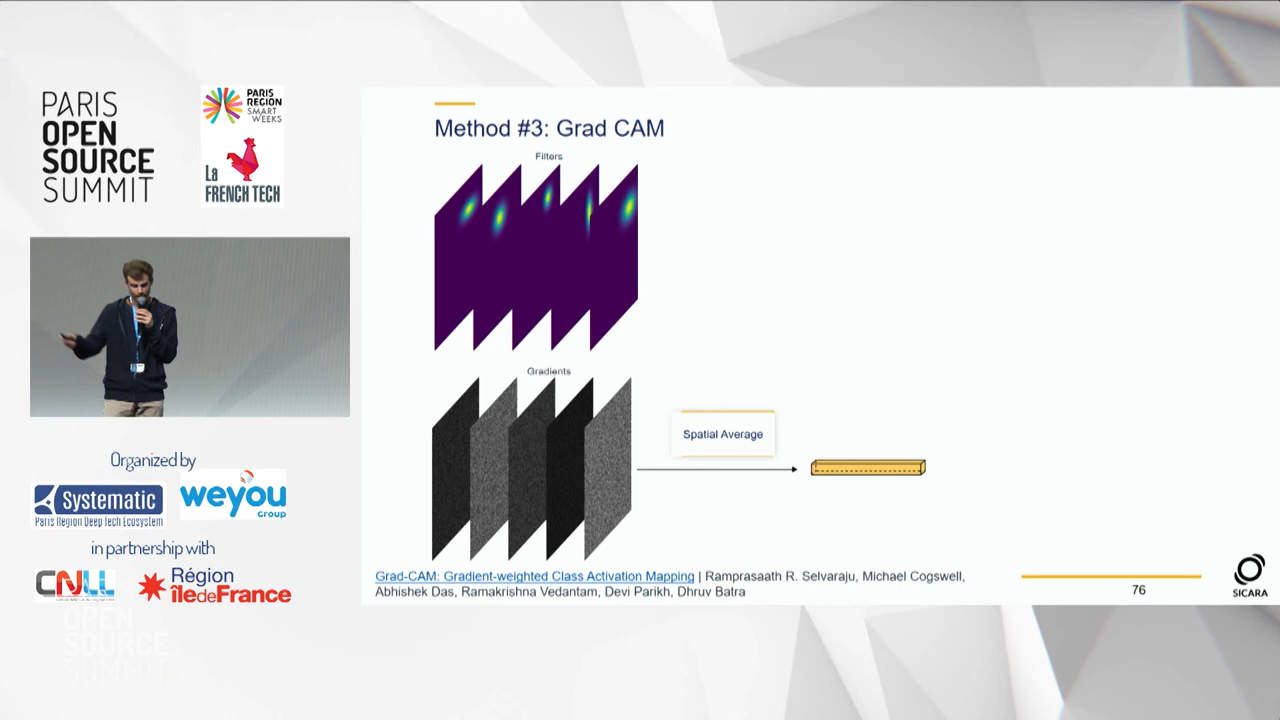 PARIS
OPEN
SOURCE
SUMMIT
PARIS
REGION
SMART
WEEKS
La
FRENCH TECH
Organized by
Systematic
Paris Region Deep Tech Ecosystem
weyou
Group
in partnership with
CNLL
Région
îledeFrance
OPEN
SOURCE
SUMMIT
Method #3: Grad CAM
Filters
Gradients
Spatial Average
Grad-CAM: Gradient-weighted Class Activation Mapping | Ramprasaath R. Selvaraju, Michael Cogswell,
Abhishek Das, Ramakrishna Vedantam, Devi Parikh, Dhruv Batra
76
SICARA